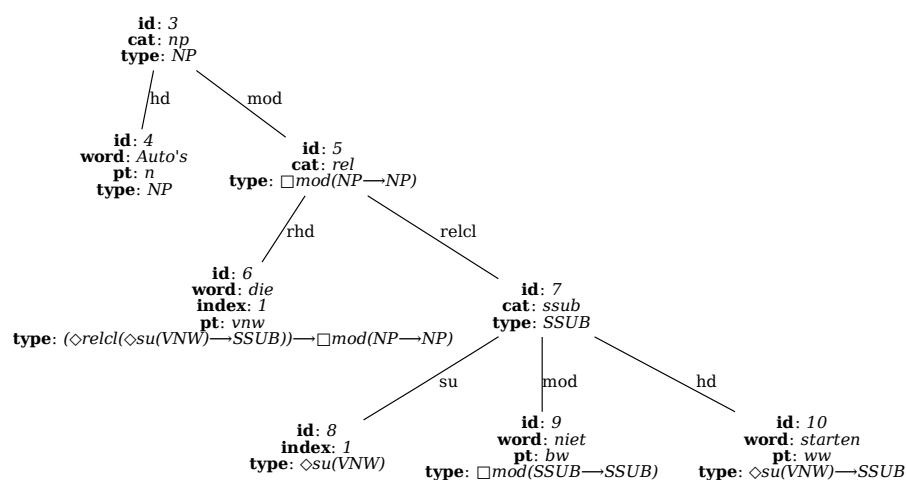 id: 3
cat: np
type: NP
hd
mod
id: 4
word: Auto's
pt: n
type: NP
id: 5
cat: rel
type: □mod(NP⟶NP)
rhd
relcl
id: 6
word: die
index: 1
pt: vnw
type: (◇relcl(◇su(VNW)⟶SSUB))⟶□mod(NP⟶NP)
id: 7
cat: ssub
type: SSUB
su
mod
hd
id: 8
index: 1
type: ◇su(VNW)
id: 9
word: niet
pt: bw
type: □mod(SSUB⟶SSUB)
id: 10
word: starten
pt: ww
type: ◇su(VNW)⟶SSUB